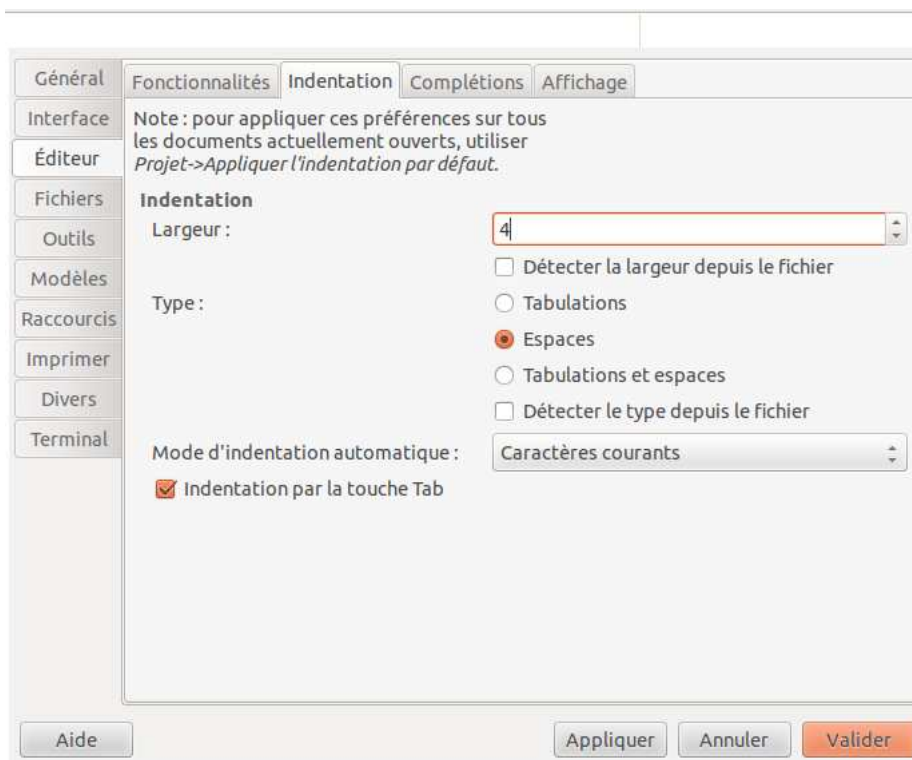 Général
Interface
Éditeur
Fichiers
Outils
Modèles
Raccourcis
Imprimer
Divers
Terminal
Fonctionnalités Indentation Complétions Affichage
Note : pour appliquer ces préférences sur tous
les documents actuellement ouverts, utiliser
Projet->Appliquer l'indentation par défaut.
Indentation
Largeur : 4
Détecter la largeur depuis le fichier
Type : Tabulations
Espaces
Tabulations et espaces
Détecter le type depuis le fichier
Mode d'indentation automatique : Caractères courants
Indentation par la touche Tab
Aide Appliquer Annuler Valider